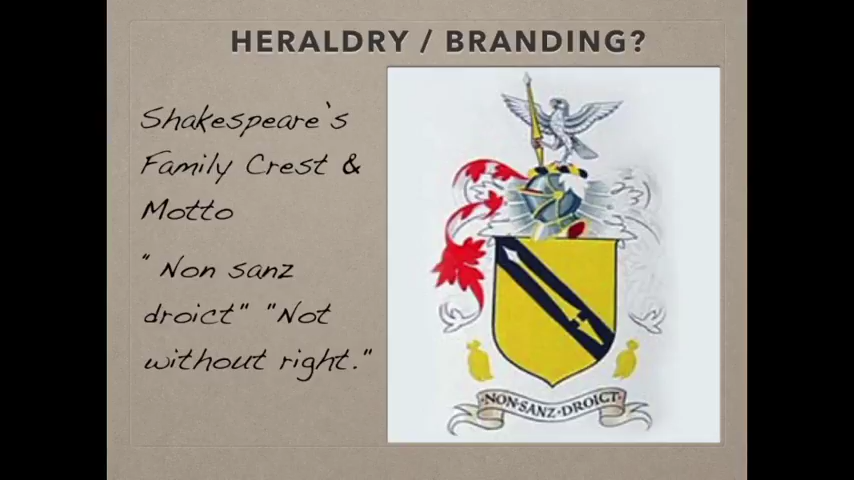 HERALDRY / BRANDING?
Shakespeare's
Family Crest &
Motto
" Non sanz
droict" "Not
without right."
NON·SANZ·DROICT·